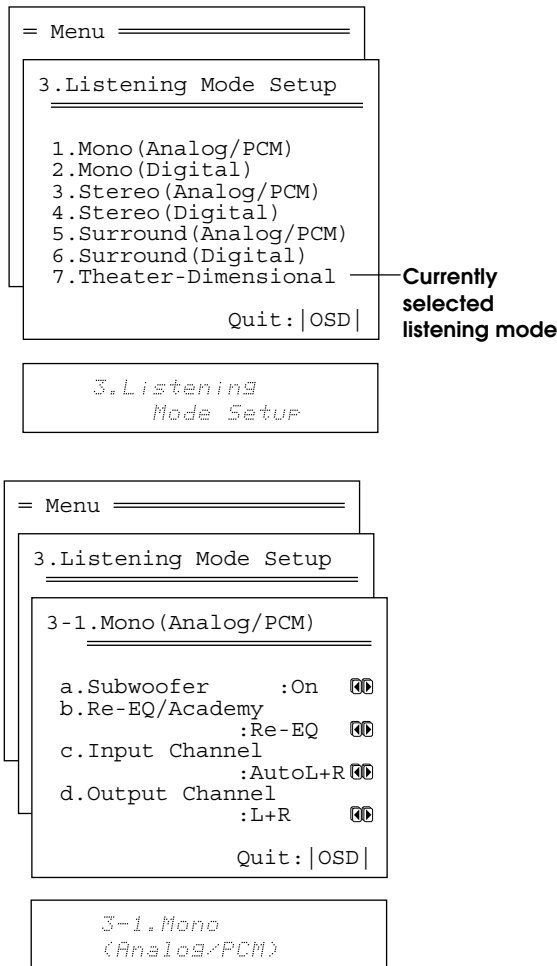 = Menu
3.Listening Mode Setup
1.Mono(Analog/PCM)
2.Mono(Digital)
3.Stereo(Analog/PCM)
4.Stereo(Digital)
5.Surround(Analog/PCM)
6.Surround(Digital)
7.Theater-Dimensional
Quit:|OSD|
Currently
selected
listening mode
3.Listening
Mode Setup
= Menu
3.Listening Mode Setup
3-1.Mono(Analog/PCM)
a.Subwoofer :On
b.Re-EQ/Academy
:Re-EQ
c.Input Channel
:AutoL+R
d.Output Channel
:L+R
Quit:|OSD|
3-1.Mono
(Analog/PCM)